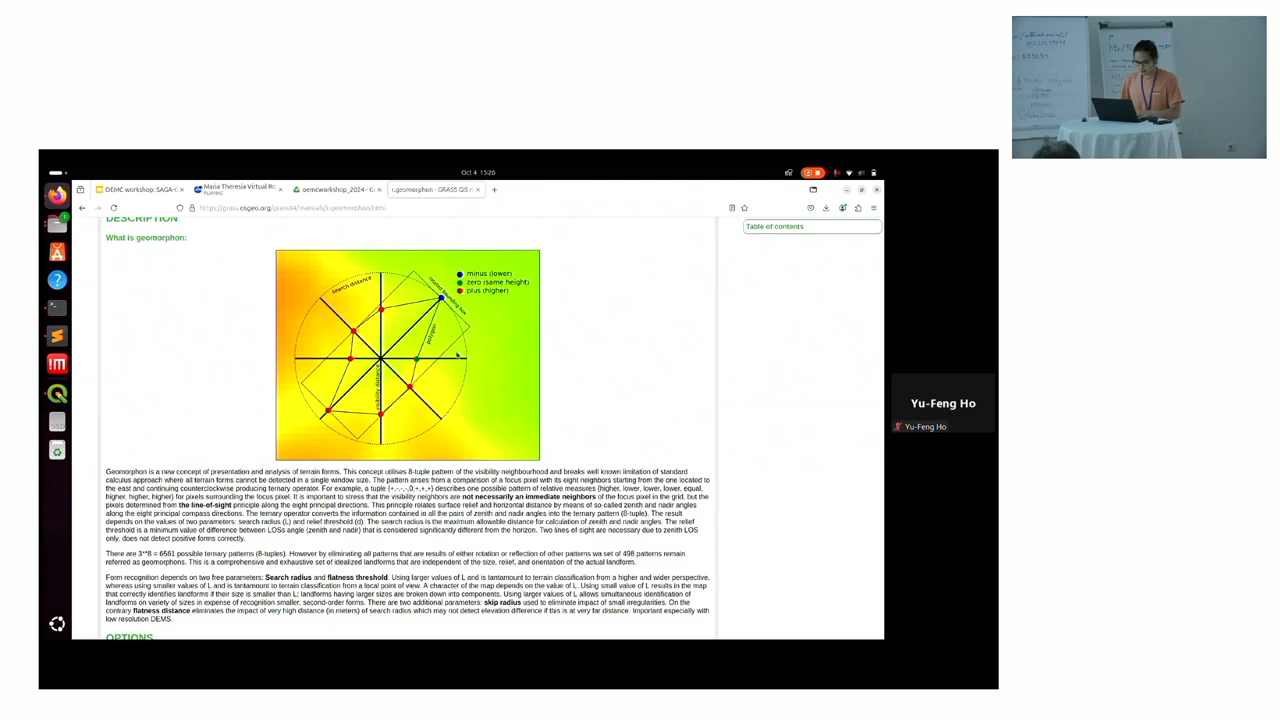 Oct 4 15:26
OEMC workshop: SAGA-G
Maria Theresia Virtual Ro
PLAYING
oemcworkshop_2024 - G
r.geomorphon - GRASS GIS
https://grass.osgeo.org/grass84/manuals/r.geomorphon.html
DESCRIPTION
Table of contents
What is geomorphon:
minus (lower)
zero (same height)
plus (higher)
search distance
rotated bounding box
polygon
visibility distance
Geomorphon is a new concept of presentation and analysis of terrain forms. This concept utilises 8-tuple pattern of the visibility neighbourhood and breaks well known limitation of standard
calculus approach where all terrain forms cannot be detected in a single window size. The pattern arises from a comparison of a focus pixel with its eight neighbors starting from the one located to
the east and continuing counterclockwise producing ternary operator. For example, a tuple {+,-,-,-,0,+,+,+} describes one possible pattern of relative measures {higher, lower, lower, lower, equal,
higher, higher, higher} for pixels surrounding the focus pixel. It is important to stress that the visibility neighbors are not necessarily an immediate neighbors of the focus pixel in the grid, but the
pixels determined from the line-of-sight principle along the eight principal directions. This principle relates surface relief and horizontal distance by means of so-called zenith and nadir angles
along the eight principal compass directions. The ternary operator converts the information contained in all the pairs of zenith and nadir angles into the ternary pattern (8-tuple). The result
depends on the values of two parameters: search radius (L) and relief threshold (d). The search radius is the maximum allowable distance for calculation of zenith and nadir angles. The relief
threshold is a minimum value of difference between LOSs angle (zenith and nadir) that is considered significantly different from the horizon. Two lines-of-sight are necessary due to zenith LOS
only, does not detect positive forms correctly.
There are 3**8 = 6561 possible ternary patterns (8-tuples). However by eliminating all patterns that are results of either rotation or reflection of other patterns wa set of 498 patterns remain
referred as geomorphons. This is a comprehensive and exhaustive set of idealized landforms that are independent of the size, relief, and orientation of the actual landform.
Form recognition depends on two free parameters: Search radius and flatness threshold. Using larger values of L and is tantamount to terrain classification from a higher and wider perspective,
whereas using smaller values of L and is tantamount to terrain classification from a local point of view. A character of the map depends on the value of L. Using small value of L results in the map
that correctly identifies landforms if their size is smaller than L; landforms having larger sizes are broken down into components. Using larger values of L allows simultaneous identification of
landforms on variety of sizes in expense of recognition smaller, second-order forms. There are two additional parameters: skip radius used to eliminate impact of small irregularities. On the
contrary flatness distance eliminates the impact of very high distance (in meters) of search radius which may not detect elevation difference if this is at very far distance. Important especially with
low resolution DEMS.
OPTIONS
Yu-Feng Ho
Yu-Feng Ho